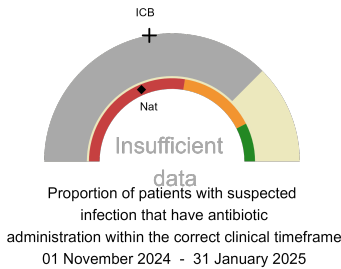 ICB
Nat
Insufficient
data
Proportion of patients with suspected
infection that have antibiotic
administration within the correct clinical timeframe
01 November 2024 - 31 January 2025